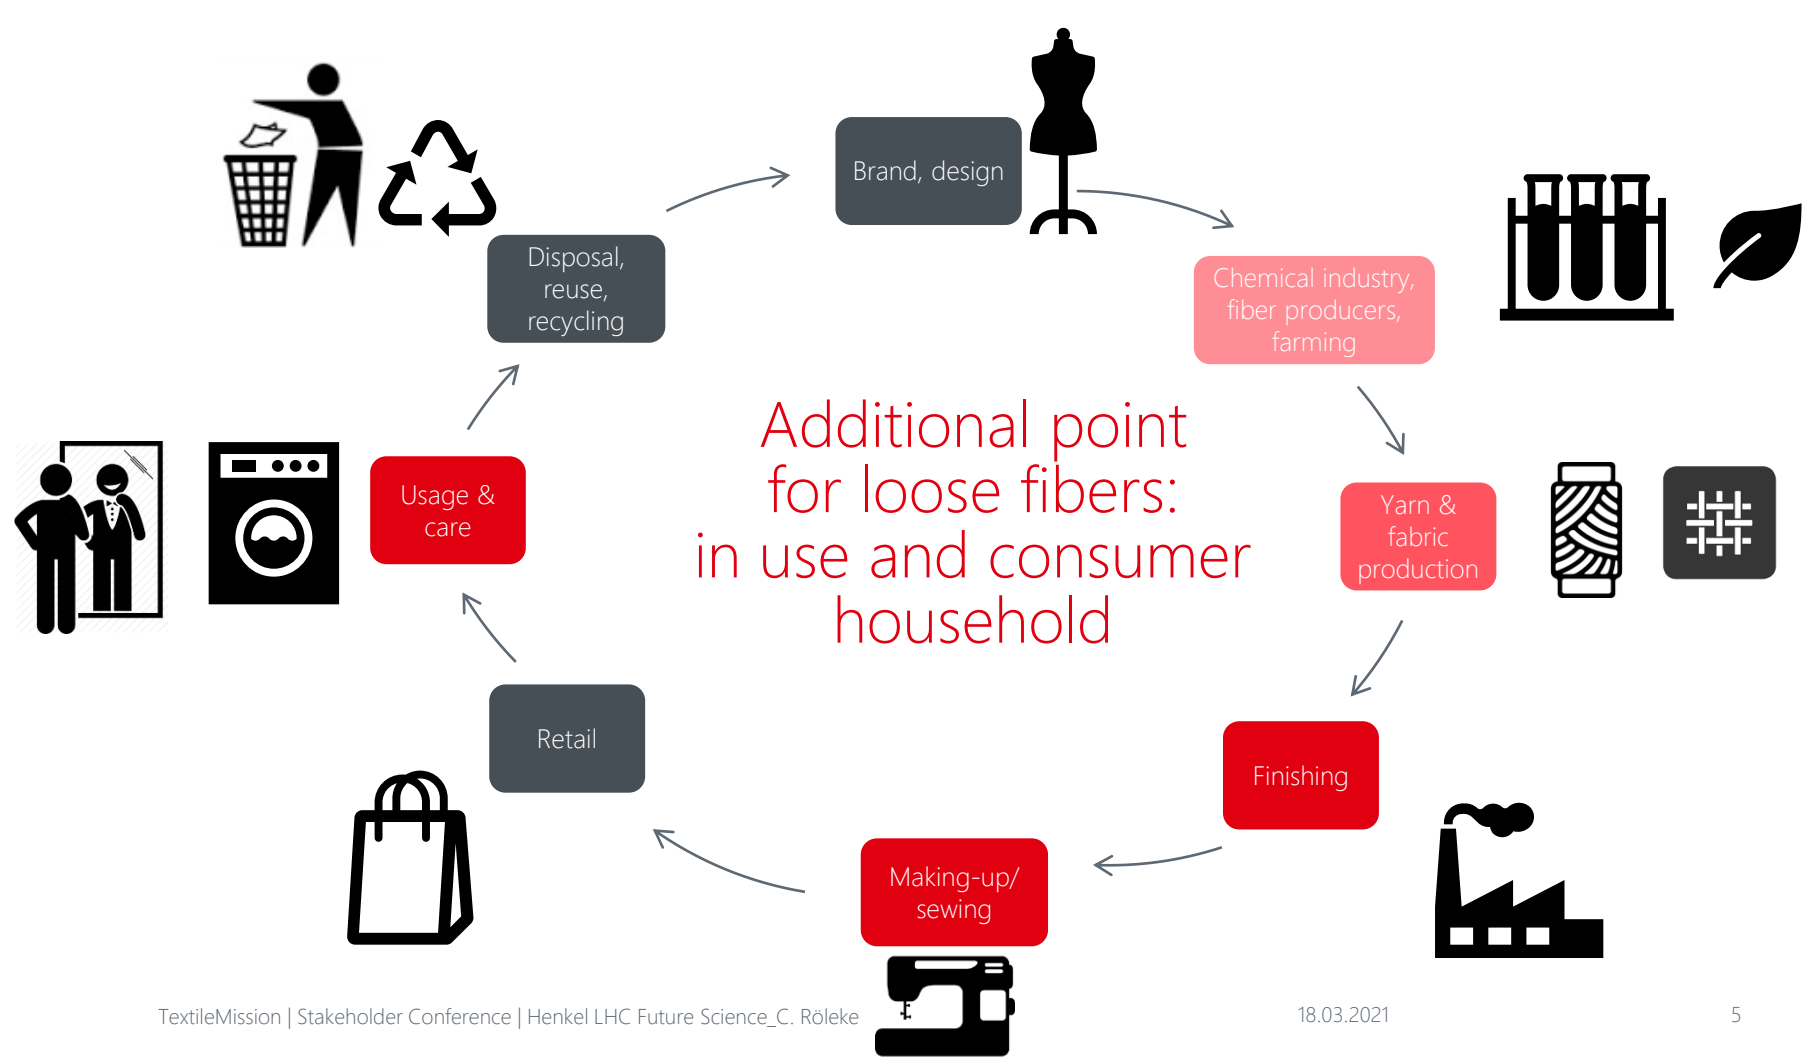 Brand, design
Chemical industry,
fiber producers,
farming
Yarn &
fabric
production
Finishing
Making-up/
sewing
Retail
Usage &
care
Disposal,
reuse,
recycling
Additional point
for loose fibers:
in use and consumer
household
TextileMission | Stakeholder Conference | Henkel LHC Future Science_C. Röleke
18.03.2021
5